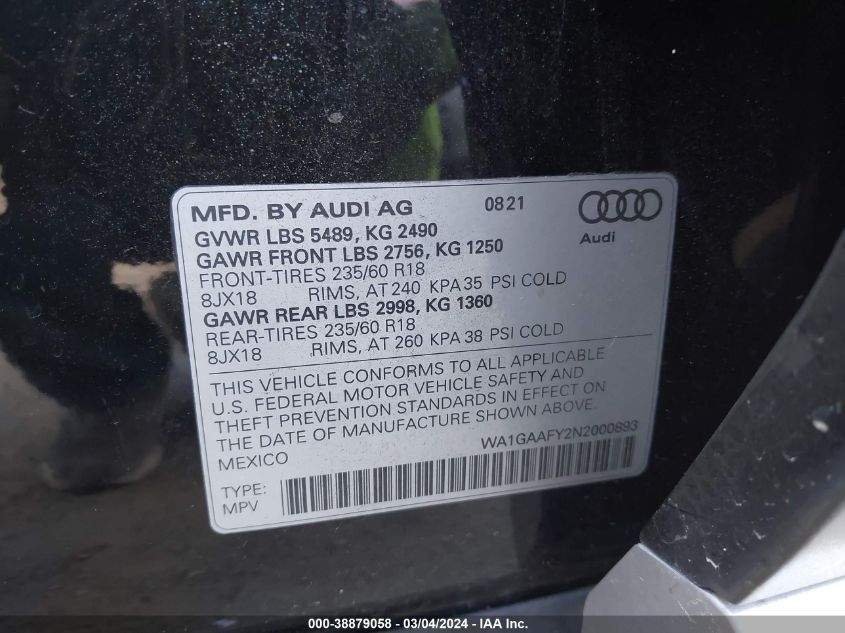 MFD. BY AUDI AG 0821
Audi
GVWR LBS 5489, KG 2490
GAWR FRONT LBS 2756, KG 1250
FRONT-TIRES 235/60 R18
8JX18 RIMS, AT 240 KPA 35 PSI COLD
GAWR REAR LBS 2998, KG 1360
REAR-TIRES 235/60 R18
8JX18 RIMS, AT 260 KPA 38 PSI COLD
THIS VEHICLE CONFORMS TO ALL APPLICABLE
U.S. FEDERAL MOTOR VEHICLE SAFETY AND
THEFT PREVENTION STANDARDS IN EFFECT ON
THE DATE OF MANUFACTURE SHOWN ABOVE.
MEXICO WA1GAAFY2N2000893
TYPE:
MPV
000-38879058 — 03/04/2024 — IAA Inc.